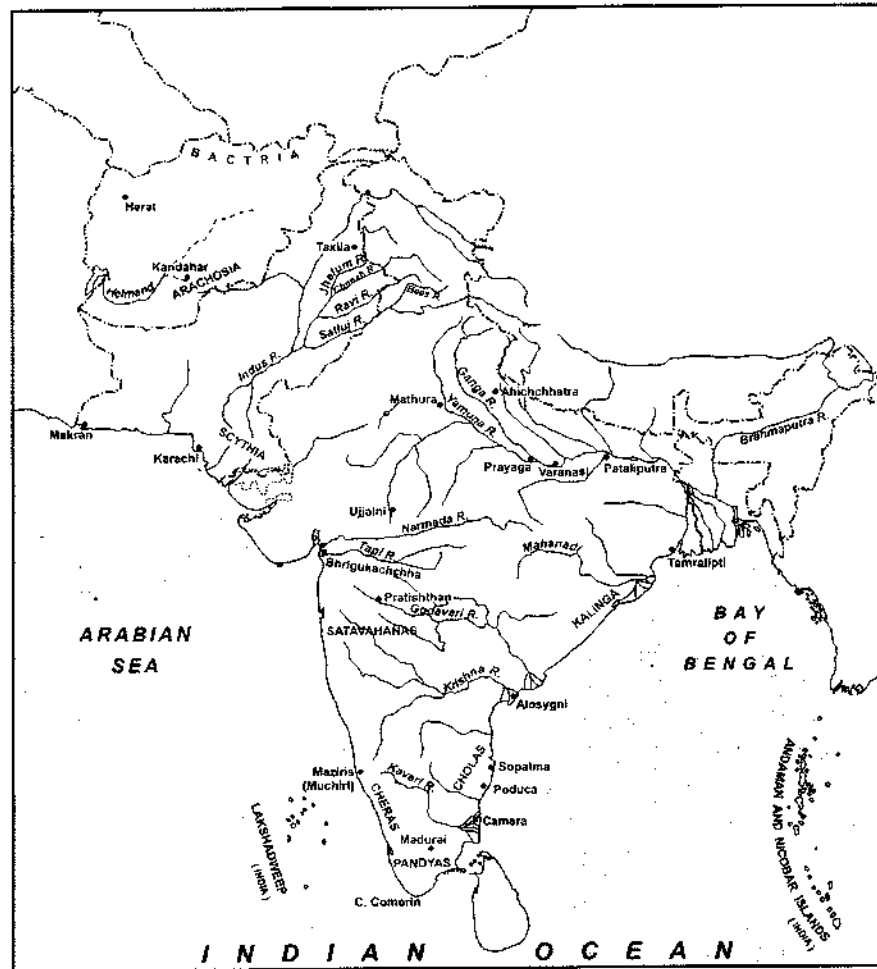 BACTRIA
Herat
Taxila
Kandahar
Helmand
ARACHOSIA
Jhelum R.
Chenab R.
Ravi R.
Beas R.
Satluj R.
Indus R.
Ganga R.
Ahichchhatra
Mathura
Yamuna R.
Brahmaputra R.
Makran
SCYTHIA
Karachi
Prayaga
Varanasi
Pataliputra
Ujjaini
Narmada R.
Tapi R.
Mahanadi
Tamralipti
Bhrigukachchha
Pratishthan
Godavari R.
KALINGA
SATAVAHANAS
ARABIAN
SEA
BAY
OF
BENGAL
Krishna R.
Alosygni
Maziris
(Muchiri)
Kaveri R.
CHOLAS
Sopatma
Poduca
CHERAS
Camara
Madurai
PANDYAS
C. Comorin
LAKSHADWEEP
(INDIA)
ANDAMAN AND NICOBAR ISLANDS
(INDIA)
INDIAN OCEAN